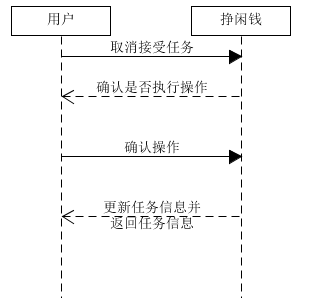 用户
挣闲钱
取消接受任务
确认是否执行操作
确认操作
更新任务信息并
返回任务信息